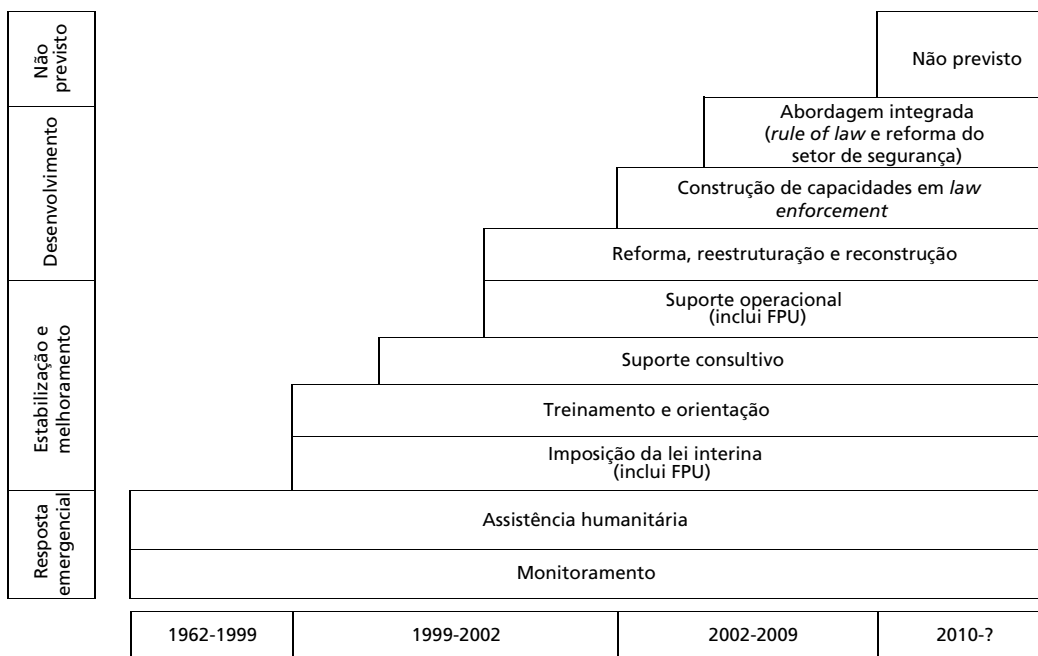 Não
previsto
Não previsto
Desenvolvimento
Abordagem integrada
(rule of law e reforma do
setor de segurança)
Construção de capacidades em law
enforcement
Reforma, reestruturação e reconstrução
Estabilização e
melhoramento
Suporte operacional
(inclui FPU)
Suporte consultivo
Treinamento e orientação
Imposição da lei interina
(inclui FPU)
Resposta
emergencial
Assistência humanitária
Monitoramento
1962-1999
1999-2002
2002-2009
2010-?